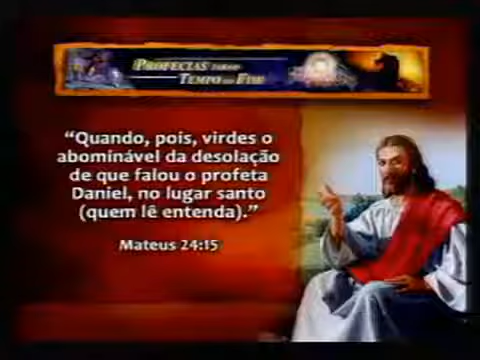 PROFECIAS PARA O
TEMPO DO FIM
“Quando, pois, virdes o
abominável da desolação
de que falou o profeta
Daniel, no lugar santo
(quem lê entenda).”
Mateus 24:15